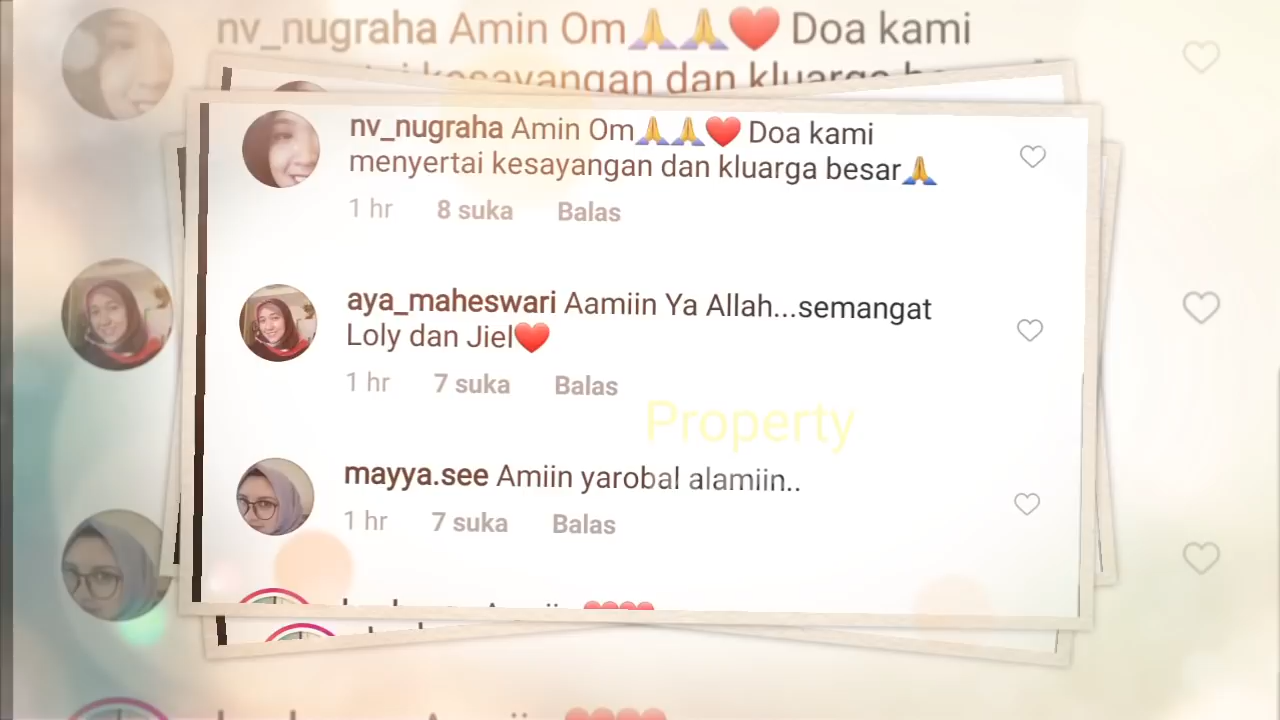 nv_nugraha Amin Om🙏🙏❤️ Doa kami
nv_nugraha Amin Om🙏🙏❤️ Doa kami
menyertai kesayangan dan kluarga besar🙏
1 hr 8 suka Balas
aya_maheswari Aamiin Ya Allah...semangat
Loly dan Jiel❤️
1 hr 7 suka Balas
Property
mayya.see Amiin yarobal alamiin..
1 hr 7 suka Balas